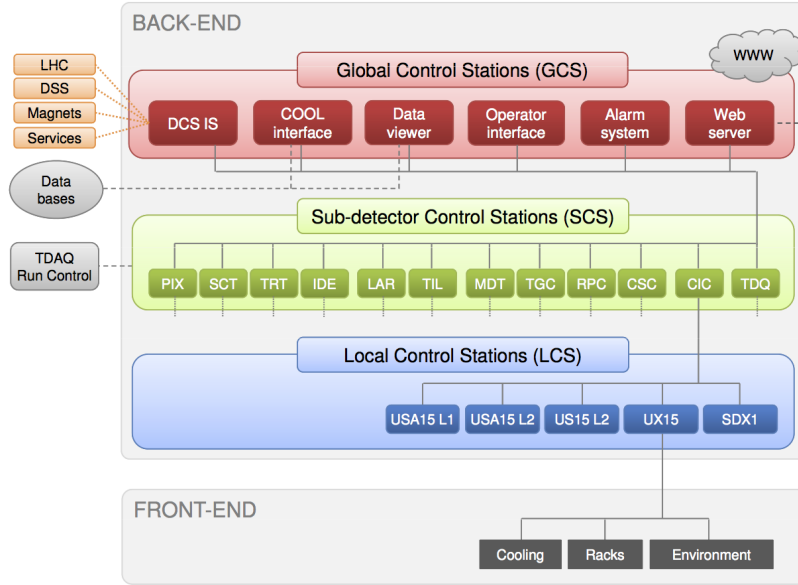 BACK-END
WWW
LHC
DSS
Magnets
Services
Global Control Stations (GCS)
DCS IS
COOL
interface
Data
viewer
Operator
interface
Alarm
system
Web
server
Data
bases
Sub-detector Control Stations (SCS)
TDAQ
Run Control
PIX
SCT
TRT
IDE
LAR
TIL
MDT
TGC
RPC
CSC
CIC
TDQ
Local Control Stations (LCS)
USA15 L1
USA15 L2
US15 L2
UX15
SDX1
FRONT-END
Cooling
Racks
Environment